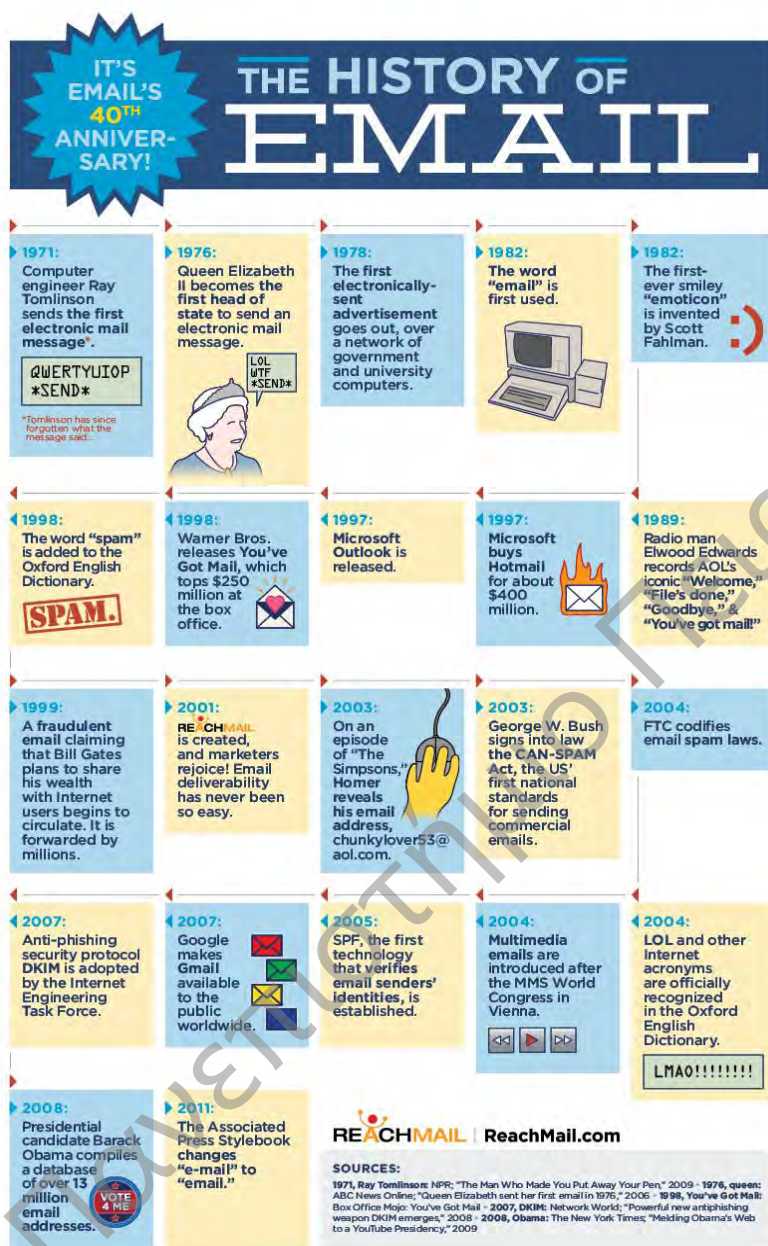 IT'S
EMAIL'S
40TH
ANNIVER-
SARY!
THE HISTORY OF
EMAIL
1971:
Computer
engineer Ray
Tomlinson
sends the first
electronic mail
message*.
QWERTYUIOP
*SEND*
*Tomlinson has since
forgotten what the
message said...
1976:
Queen Elizabeth
II becomes the
first head of
state to send an
electronic mail
message.
LOL
WTF
*SEND*
1978:
The first
electronically-
sent
advertisement
goes out, over
a network of
government
and university
computers.
1982:
The word
“email” is
first used.
1982:
The first-
ever smiley
“emoticon”
is invented
by Scott
Fahlman.
:)
1989:
Radio man
Elwood Edwards
records AOL’s
iconic “Welcome,”
“File’s done,”
“Goodbye,” &
“You’ve got mail!”
1997:
Microsoft
buys
Hotmail
for about
$400
million.
1997:
Microsoft
Outlook is
released.
1998:
Warner Bros.
releases You’ve
Got Mail, which
tops $250
million at
the box
office.
1998:
The word “spam”
is added to the
Oxford English
Dictionary.
SPAM.
1999:
A fraudulent
email claiming
that Bill Gates
plans to share
his wealth
with Internet
users begins to
circulate. It is
forwarded by
millions.
2001:
REACHMAIL
is created,
and marketers
rejoice! Email
deliverability
has never been
so easy.
2003:
On an
episode
of “The
Simpsons,”
Homer
reveals
his email
address,
chunkylover53@
aol.com.
2003:
George W. Bush
signs into law
the CAN-SPAM
Act, the US’
first national
standards
for sending
commercial
emails.
2004:
FTC codifies
email spam laws.
2004:
LOL and other
Internet
acronyms
are officially
recognized
in the Oxford
English
Dictionary.
LMAO!!!!!!!!
2004:
Multimedia
emails are
introduced after
the MMS World
Congress in
Vienna.
2005:
SPF, the first
technology
that verifies
email senders’
identities, is
established.
2007:
Google
makes
Gmail
available
to the
public
worldwide.
2007:
Anti-phishing
security protocol
DKIM is adopted
by the Internet
Engineering
Task Force.
2008:
Presidential
candidate Barack
Obama compiles
a database
of over 13
million
email
addresses.
VOTE
4 ME
2011:
The Associated
Press Stylebook
changes
“e-mail” to
“email.”
REACHMAIL | ReachMail.com
SOURCES:
1971, Ray Tomlinson: NPR; “The Man Who Made You Put Away Your Pen,” 2009 - 1976, queen:
ABC News Online; “Queen Elizabeth sent her first email in 1976,” 2006 - 1998, You’ve Got Mail:
Box Office Mojo: You’ve Got Mail - 2007, DKIM: Network World; “Powerful new antiphishing
weapon DKIM emerges,” 2008 - 2008, Obama: The New York Times; “Melding Obama’s Web
to a YouTube Presidency,” 2009